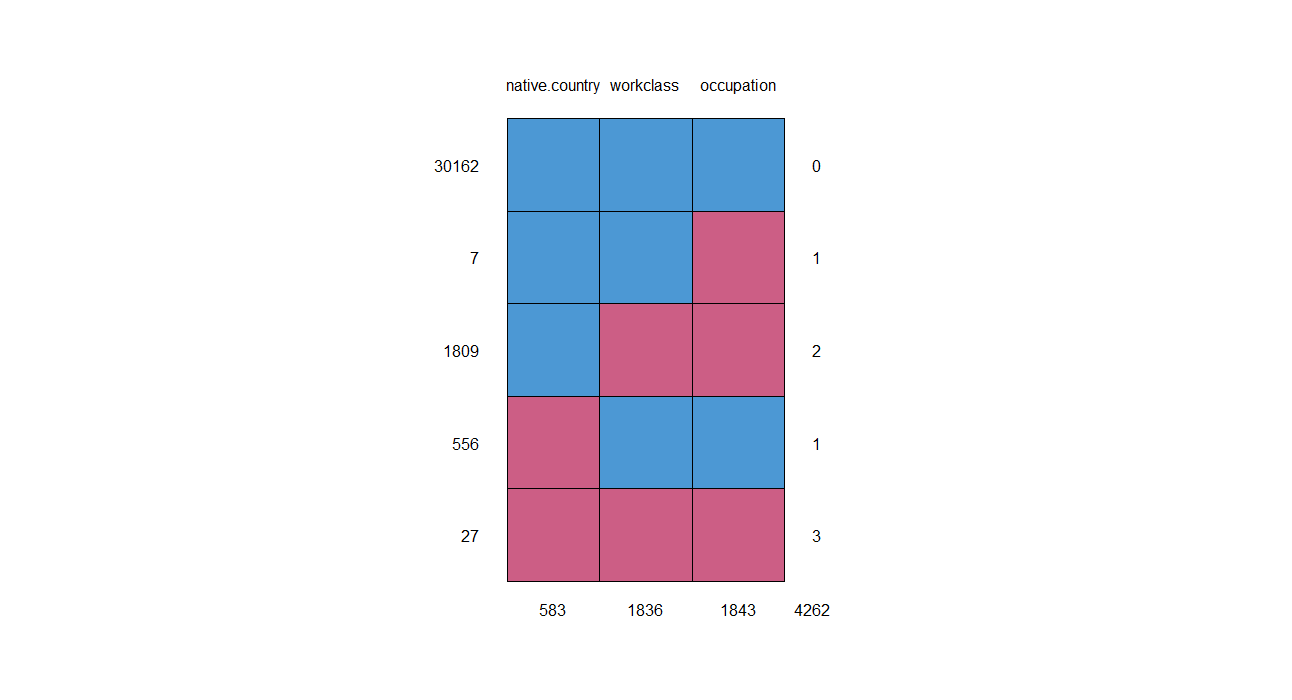 native.country workclass occupation
30162 0
7 1
1809 2
556 1
27 3
583 1836 1843 4262